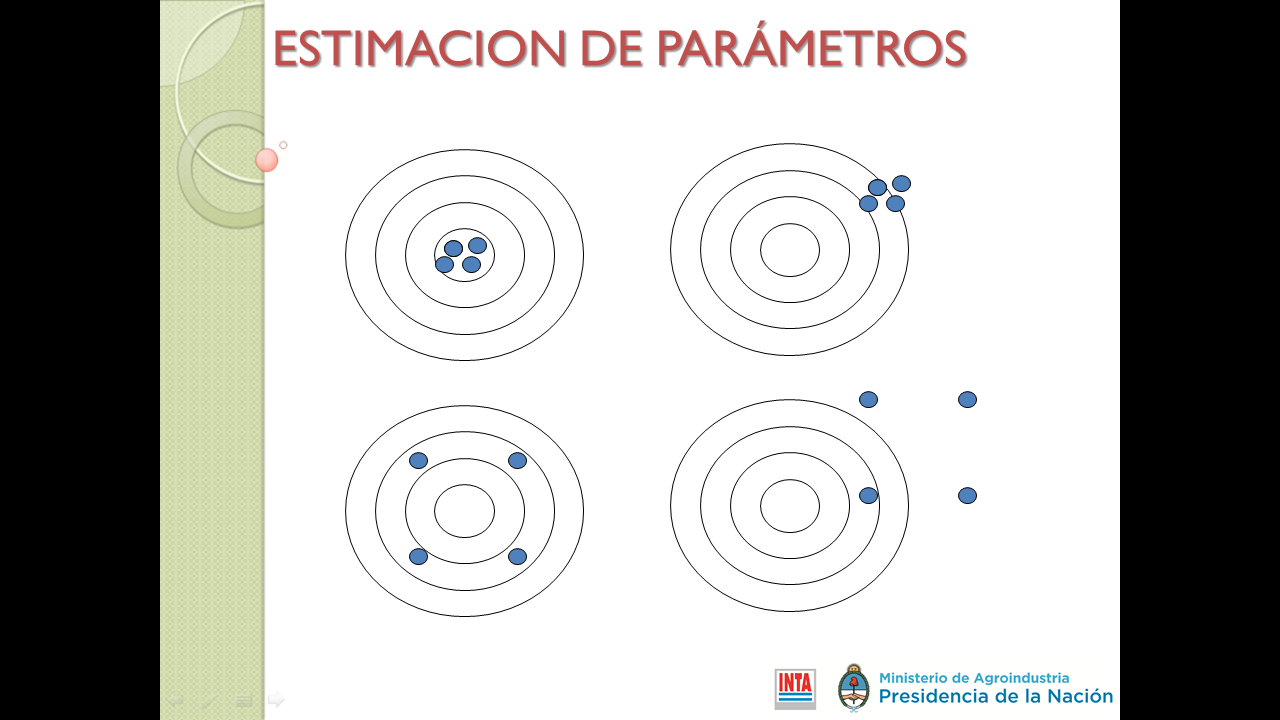 ESTIMACION DE PARÁMETROS
INTA
Ministerio de Agroindustria
Presidencia de la Nación